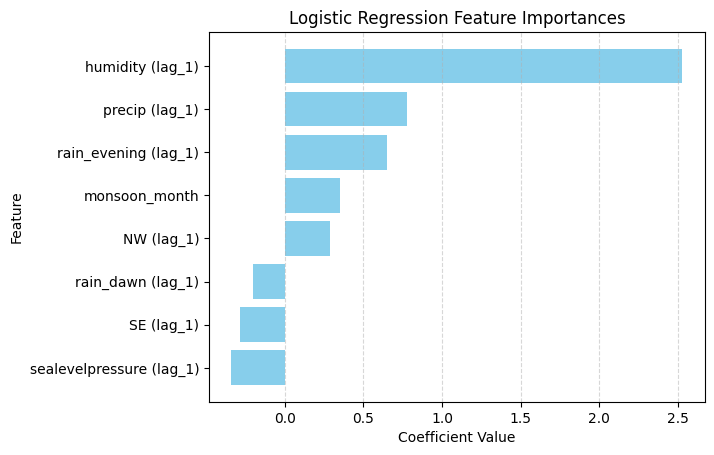 Logistic Regression Feature Importances
humidity (lag_1)
precip (lag_1)
rain_evening (lag_1)
monsoon_month
NW (lag_1)
rain_dawn (lag_1)
SE (lag_1)
sealevelpressure (lag_1)
Feature
0.0 0.5 1.0 1.5 2.0 2.5
Coefficient Value